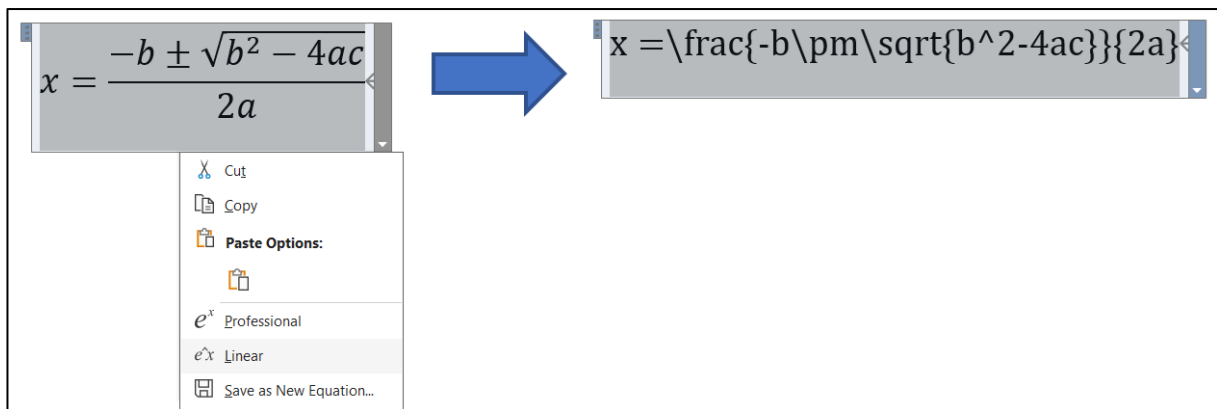 x = −b ± √b² − 4ac
2a
x =\frac{-b\pm\sqrt{b^2-4ac}}{2a}
Cut
Copy
Paste Options:
eˣ Professional
e^x Linear
Save as New Equation...